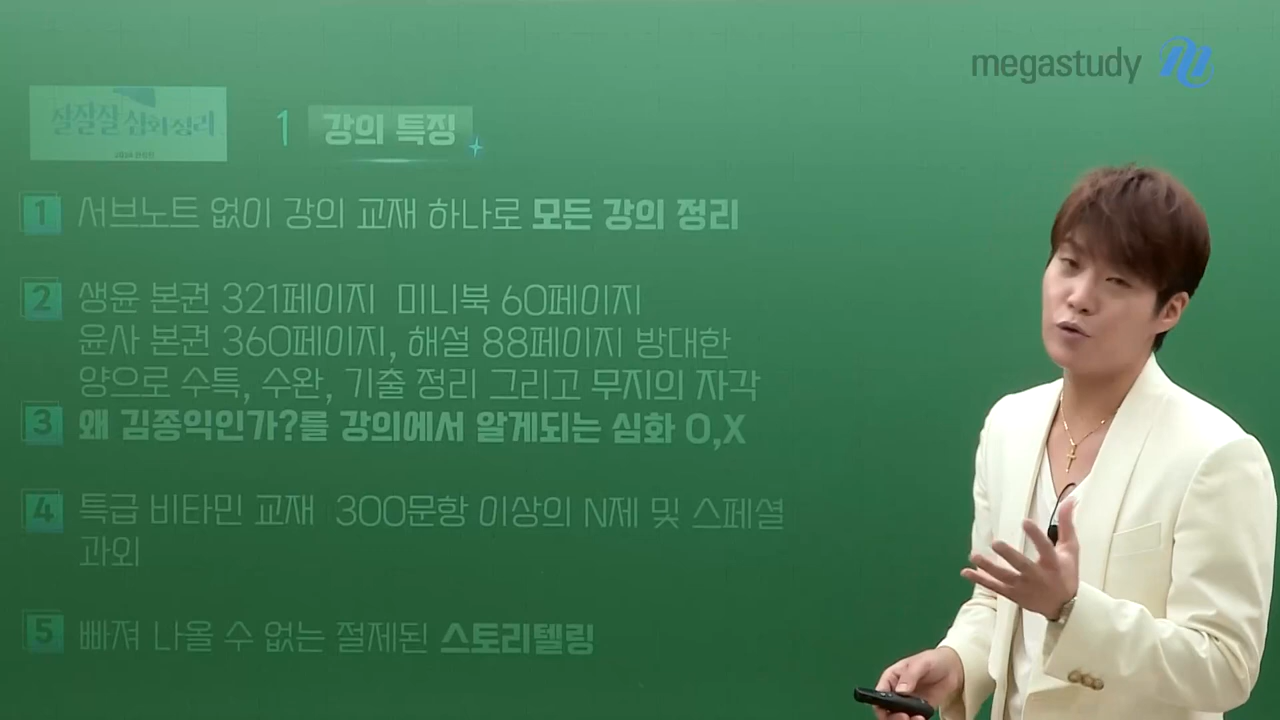 megastudy
잘잘잘 심화정리
1 강의 특징
1 서브노트 없이 강의 교재 하나로 모든 강의 정리
2 생윤 본권 321페이지 미니북 60페이지
윤사 본권 360페이지, 해설 88페이지 방대한
양으로 수특, 수완, 기출 정리 그리고 무지의 자각
3 왜 김종익인가?를 강의에서 알게되는 심화 O,X
4 특급 비타민 교재 300문항 이상의 N제 및 스페셜
과외
5 빠져 나올 수 없는 절제된 스토리텔링